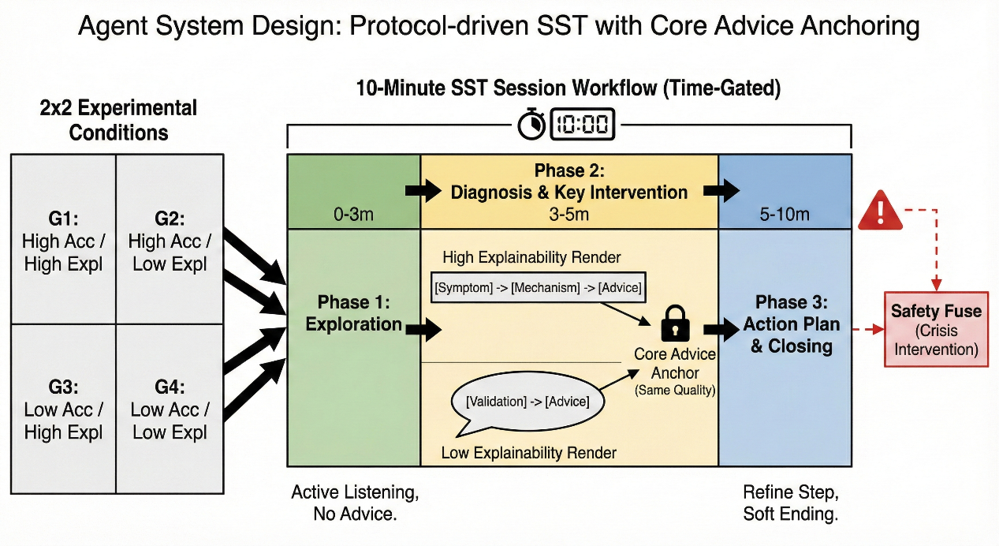 Agent System Design: Protocol-driven SST with Core Advice Anchoring
2x2 Experimental
Conditions
G1:
High Acc /
High Expl
G2:
High Acc /
Low Expl
G3:
Low Acc /
High Expl
G4:
Low Acc /
Low Expl
10-Minute SST Session Workflow (Time-Gated)
10:00
0-3m
Phase 2:
Diagnosis & Key Intervention
3-5m
5-10m
Phase 1:
Exploration
Active Listening,
No Advice.
High Explainability Render
[Symptom] -> [Mechanism] -> [Advice]
Core Advice
Anchor
(Same Quality)
[Validation] -> [Advice]
Low Explainability Render
Phase 3:
Action Plan
& Closing
Refine Step,
Soft Ending.
!
Safety Fuse
(Crisis
Intervention)